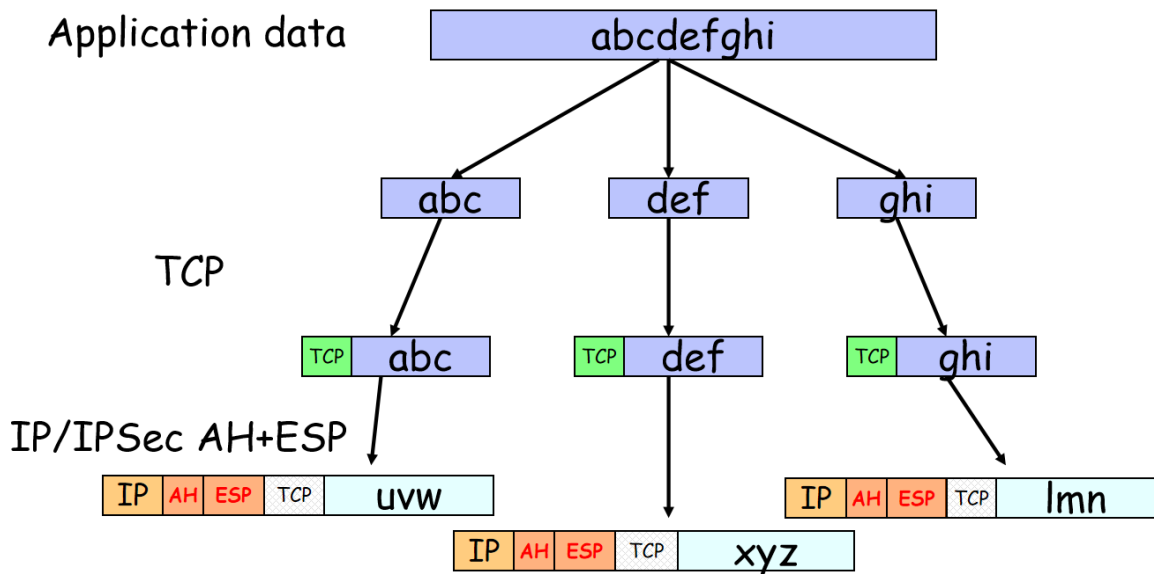 Application data
abcdefghi
abc
def
ghi
TCP
TCP abc
TCP def
TCP ghi
IP/IPSec AH+ESP
IP AH ESP TCP uvw
IP AH ESP TCP lmn
IP AH ESP TCP xyz